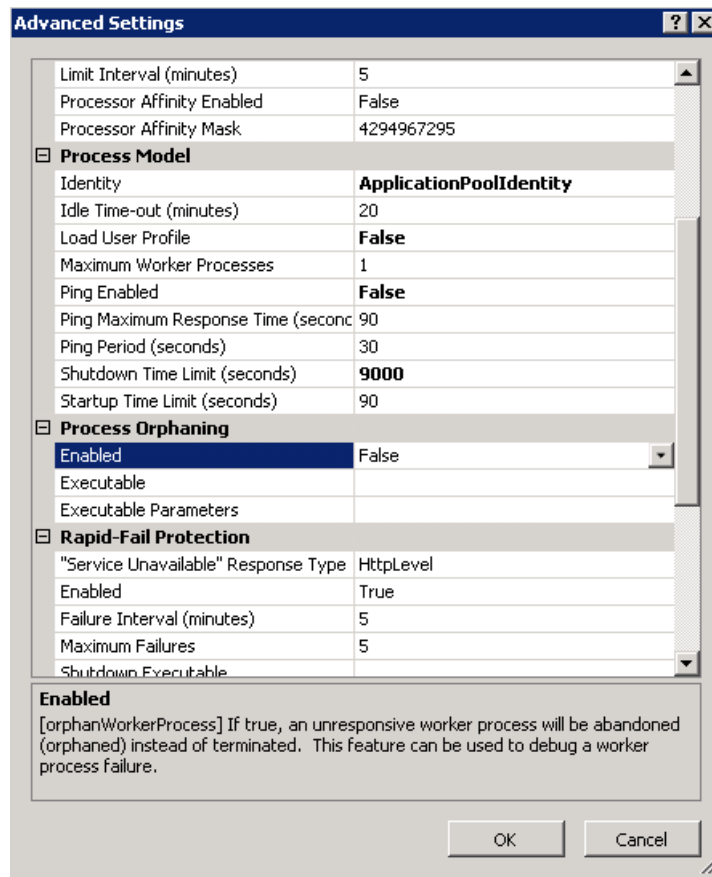 Advanced Settings
Limit Interval (minutes) 5
Processor Affinity Enabled False
Processor Affinity Mask 4294967295
Process Model
Identity ApplicationPoolIdentity
Idle Time-out (minutes) 20
Load User Profile False
Maximum Worker Processes 1
Ping Enabled False
Ping Maximum Response Time (second 90
Ping Period (seconds) 30
Shutdown Time Limit (seconds) 9000
Startup Time Limit (seconds) 90
Process Orphaning
Enabled False
Executable
Executable Parameters
Rapid-Fail Protection
"Service Unavailable" Response Type HttpLevel
Enabled True
Failure Interval (minutes) 5
Maximum Failures 5
Shutdown Executable
Enabled
[orphanWorkerProcess] If true, an unresponsive worker process will be abandoned
(orphaned) instead of terminated. This feature can be used to debug a worker
process failure.
OK Cancel